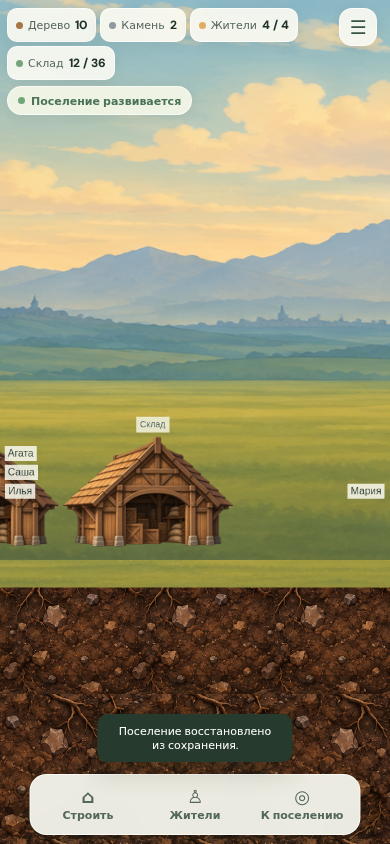 Дерево 10
Камень 2
Жители 4 / 4
Склад 12 / 36
Поселение развивается
Склад
Агата
Саша
Илья
Мария
Поселение восстановлено
из сохранения.
Строить
Жители
К поселению